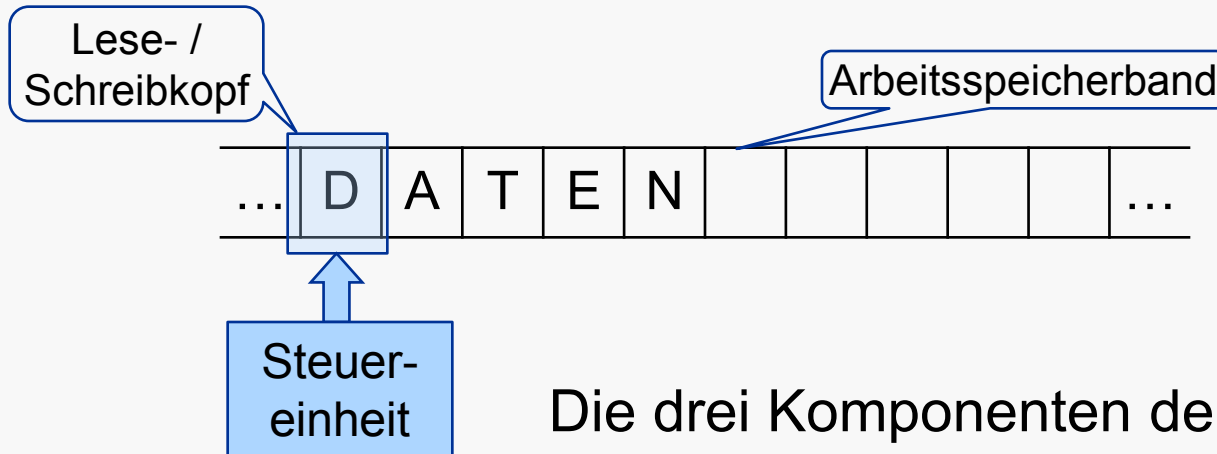 Lese- /
Schreibkopf
Arbeitsspeicherband
... D A T E N ...
Steuer-
einheit
Die drei Komponenten de